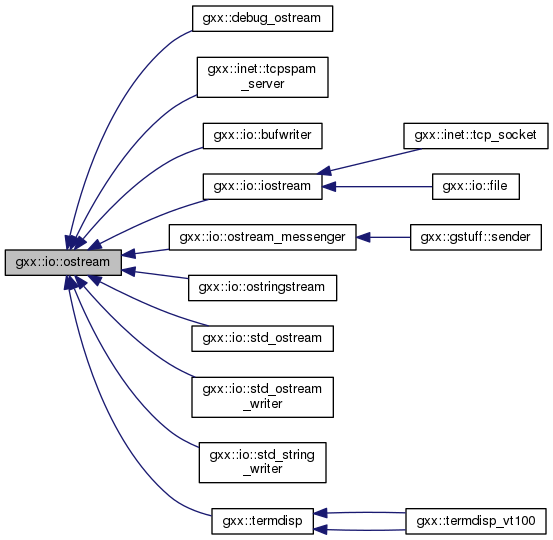 gxx::debug_ostream
gxx::inet::tcpspam
_server
gxx::io::bufwriter
gxx::inet::tcp_socket
gxx::io::iostream
gxx::io::file
gxx::io::ostream_messenger
gxx::gstuff::sender
gxx::io::ostream
gxx::io::ostringstream
gxx::io::std_ostream
gxx::io::std_ostream
_writer
gxx::io::std_string
_writer
gxx::termdisp
gxx::termdisp_vt100